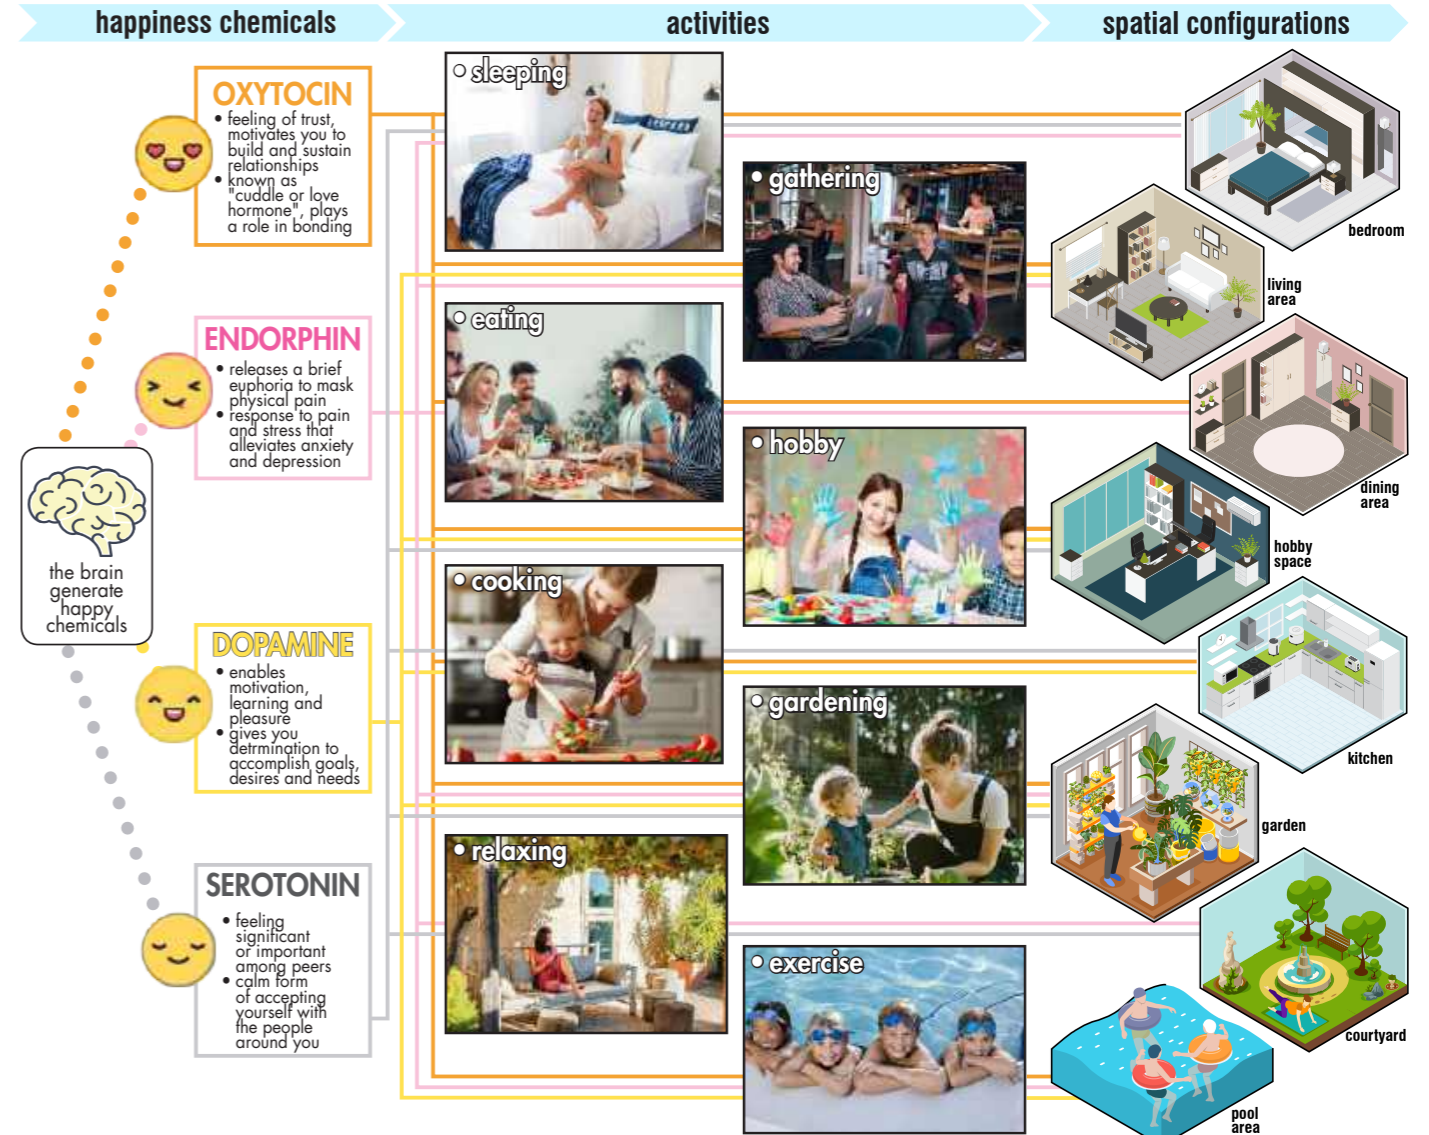 happiness chemicals
activities
spatial configurations
OXYTOCIN
• feeling of trust,
motivates you to
build and sustain
relationships
• known as
"cuddle or love
hormone", plays
a role in bonding
ENDORPHIN
• releases a brief
euphoria to mask
physical pain
• response to pain
and stress that
alleviates anxiety
and depression
the brain
generate
happy
chemicals
DOPAMINE
• enables
motivation,
learning and
pleasure
• gives you
detrmination to
accomplish goals,
desires and needs
SEROTONIN
• feeling
significant
or important
among peers
• calm form
of accepting
yourself with
the people
around you
• sleeping
• gathering
• eating
• hobby
• cooking
• gardening
• relaxing
• exercise
bedroom
living
area
dining
area
hobby
space
kitchen
garden
courtyard
pool
area